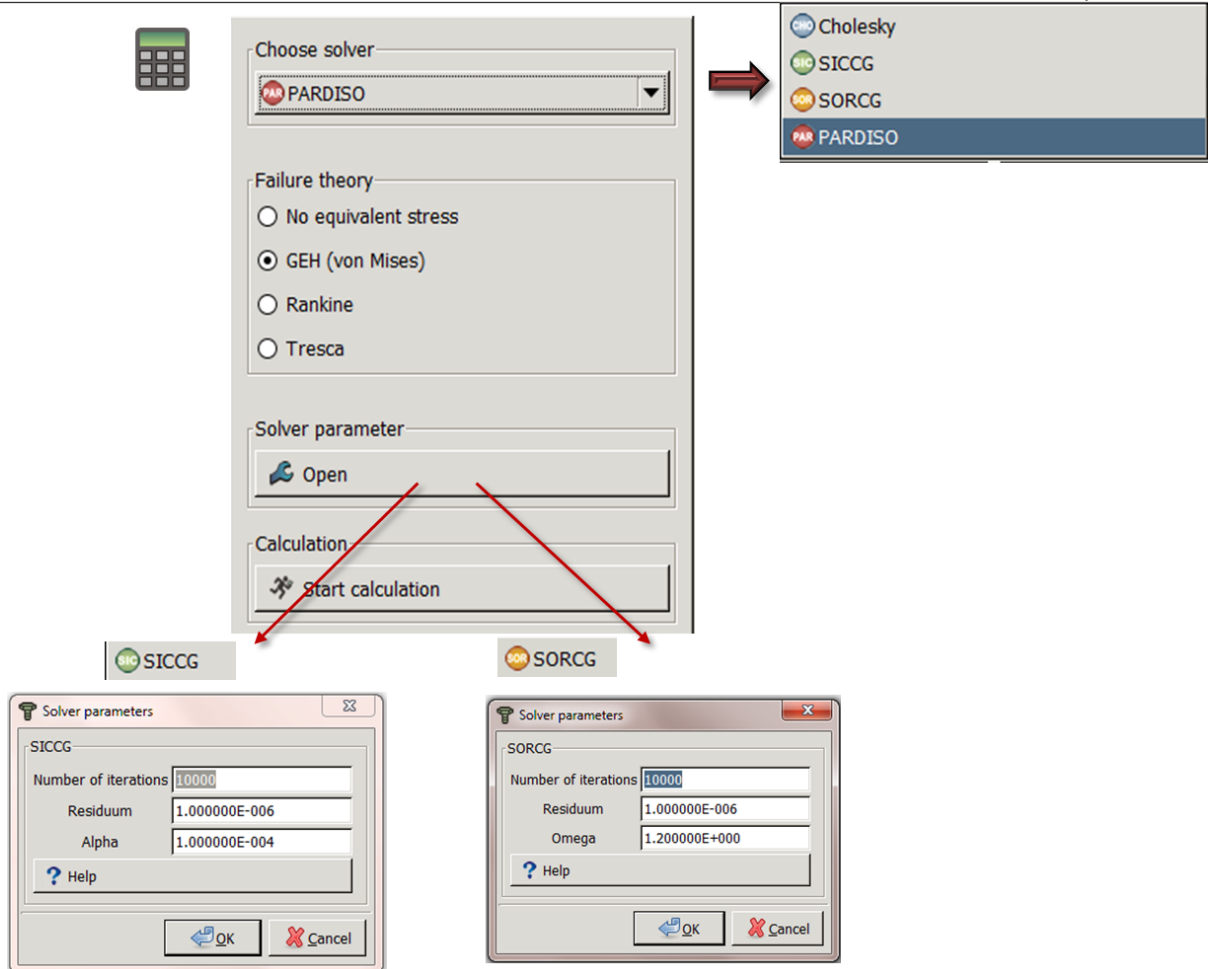 Choose solver
PAR PARDISO
CHO Cholesky
SIC SICCG
SOR SORCG
PAR PARDISO
Failure theory
No equivalent stress
GEH (von Mises)
Rankine
Tresca
Solver parameter
Open
Calculation
Start calculation
SIC SICCG
Solver parameters
SICCG
Number of iterations 10000
Residuum 1.000000E-006
Alpha 1.000000E-004
? Help
OK Cancel
SOR SORCG
Solver parameters
SORCG
Number of iterations 10000
Residuum 1.000000E-006
Omega 1.200000E+000
? Help
OK Cancel